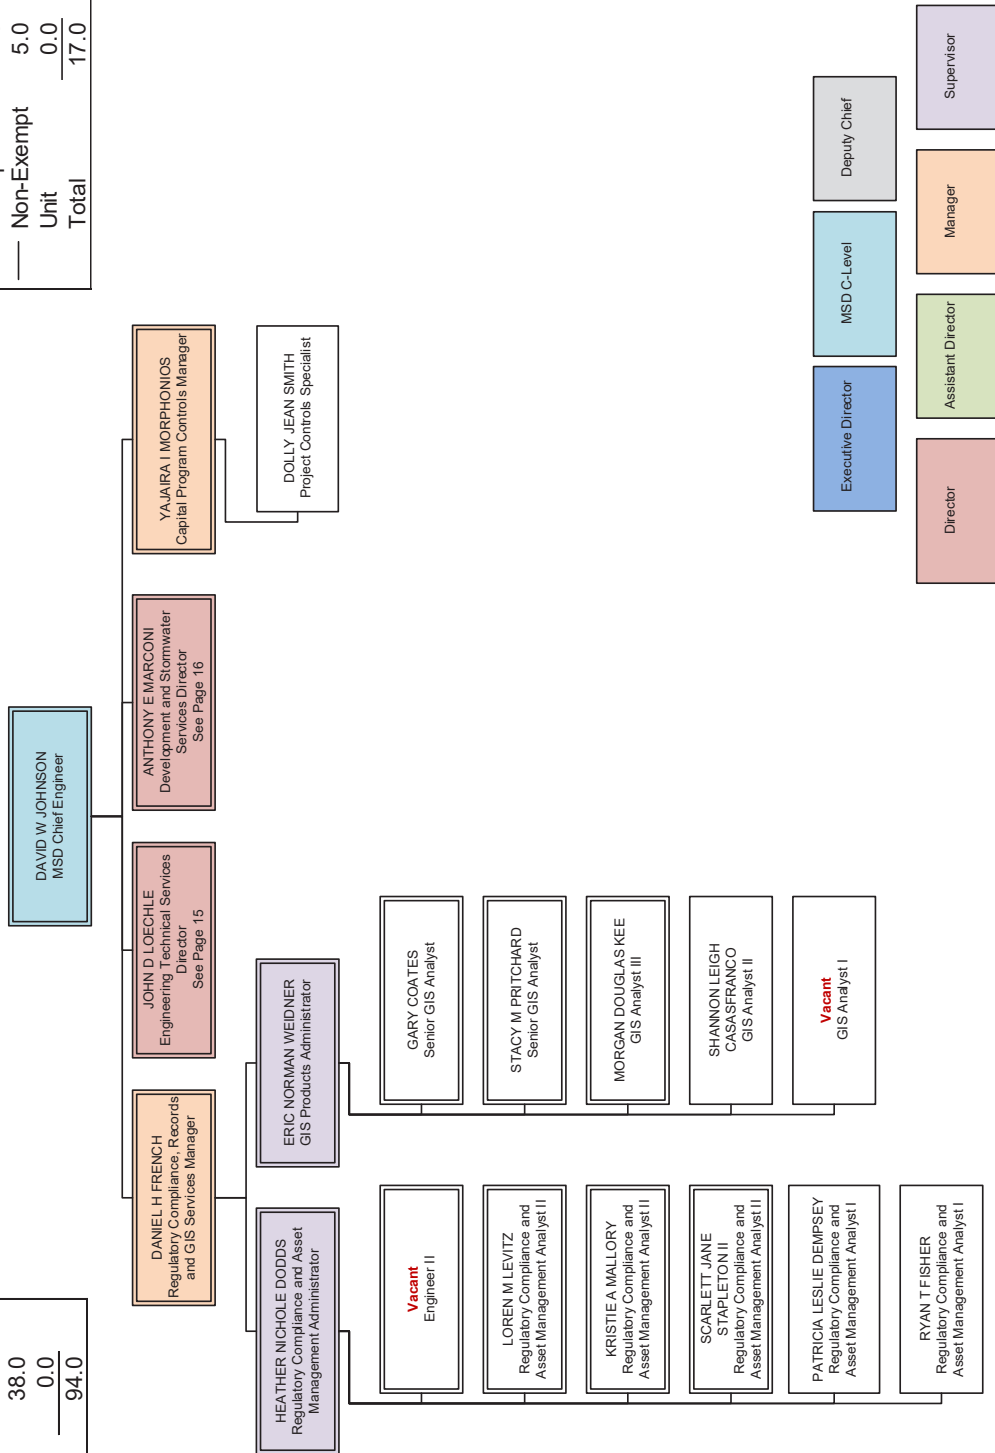 38.0
0.0
94.0
Non-Exempt 5.0
Unit 0.0
Total 17.0
DAVID W JOHNSON
MSD Chief Engineer
DANIEL H FRENCH
Regulatory Compliance, Records
and GIS Services Manager
JOHN D LOECHLE
Engineering Technical Services
Director
See Page 15
ANTHONY E MARCONI
Development and Stormwater
Services Director
See Page 16
YAJAIRA I MORPHONIOS
Capital Program Controls Manager
HEATHER NICHOLE DODDS
Regulatory Compliance and Asset
Management Administrator
ERIC NORMAN WEIDNER
GIS Products Administrator
DOLLY JEAN SMITH
Project Controls Specialist
Vacant
Engineer II
LOREN M LEVITZ
Regulatory Compliance and
Asset Management Analyst II
KRISTIE A MALLORY
Regulatory Compliance and
Asset Management Analyst II
SCARLETT JANE
STAPLETON II
Regulatory Compliance and
Asset Management Analyst II
PATRICIA LESLIE DEMPSEY
Regulatory Compliance and
Asset Management Analyst I
RYAN T FISHER
Regulatory Compliance and
Asset Management Analyst I
GARY COATES
Senior GIS Analyst
STACY M PRITCHARD
Senior GIS Analyst
MORGAN DOUGLAS KEE
GIS Analyst III
SHANNON LEIGH
CASASFRANCO
GIS Analyst II
Vacant
GIS Analyst I
Executive Director
MSD C-Level
Deputy Chief
Director
Assistant Director
Manager
Supervisor